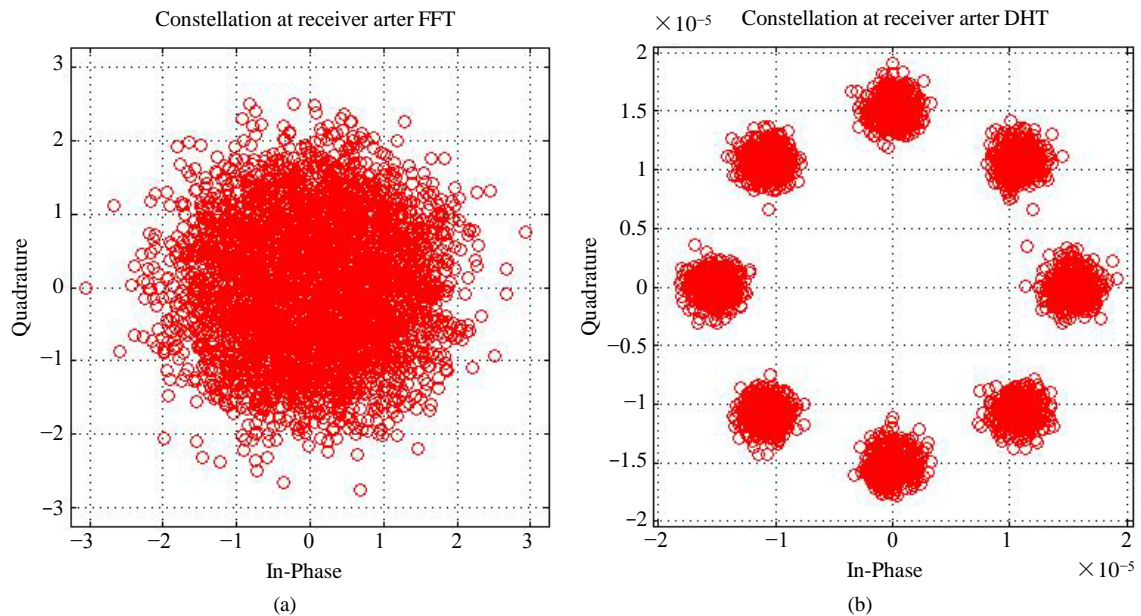 Constellation at receiver arter FFT
3
2
1
0
−1
−2
−3
Quadrature
−3 −2 −1 0 1 2 3
In-Phase
(a)
×10⁻⁵ Constellation at receiver arter DHT
2
1.5
1
0.5
0
−0.5
−1
−1.5
−2
Quadrature
−2 −1 0 1 2
In-Phase ×10⁻⁵
(b)